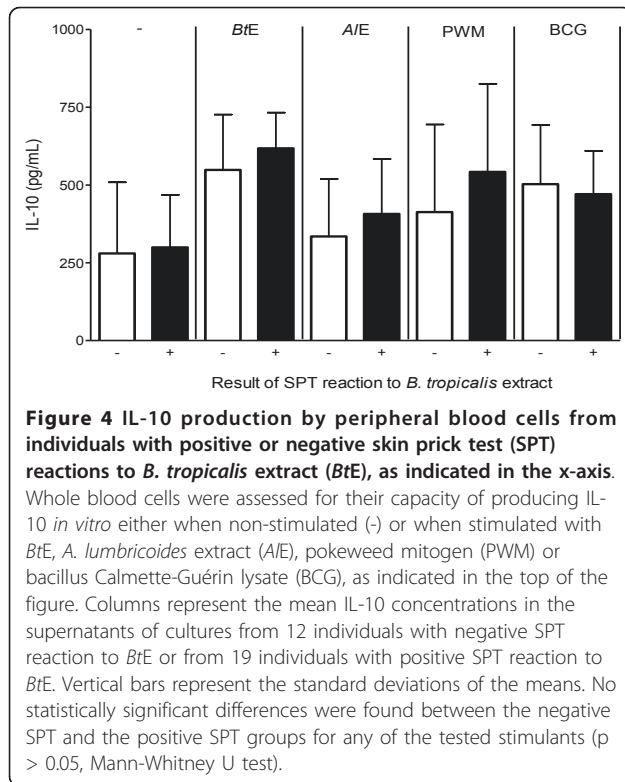 - BtE AlE PWM BCG
1000
750
500
250
0
IL-10 (pg/mL)
- + - + - + - + - +
Result of SPT reaction to B. tropicalis extract
Figure 4 IL-10 production by peripheral blood cells from
individuals with positive or negative skin prick test (SPT)
reactions to B. tropicalis extract (BtE), as indicated in the x-axis.
Whole blood cells were assessed for their capacity of producing IL-
10 in vitro either when non-stimulated (-) or when stimulated with
BtE, A. lumbricoides extract (AlE), pokeweed mitogen (PWM) or
bacillus Calmette-Guérin lysate (BCG), as indicated in the top of the
figure. Columns represent the mean IL-10 concentrations in the
supernatants of cultures from 12 individuals with negative SPT
reaction to BtE or from 19 individuals with positive SPT reaction to
BtE. Vertical bars represent the standard deviations of the means. No
statistically significant differences were found between the negative
SPT and the positive SPT groups for any of the tested stimulants (p
> 0.05, Mann-Whitney U test).